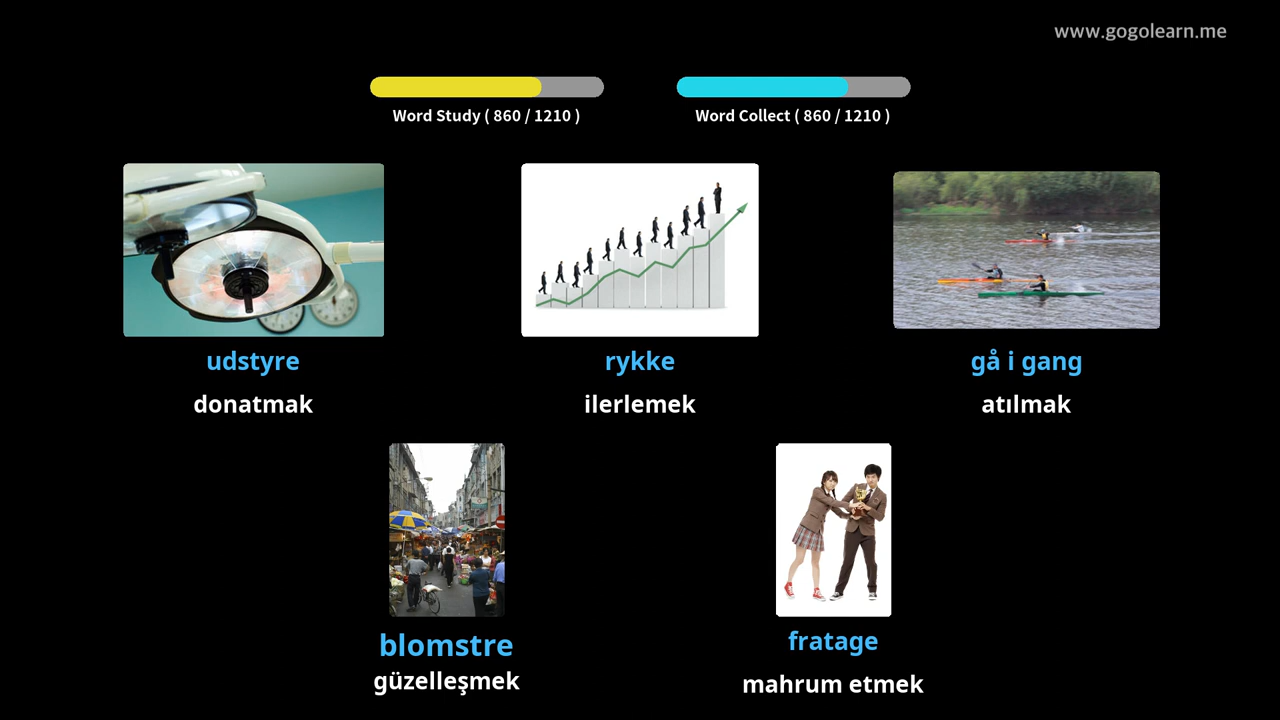 www.gogolearn.me
Word Study ( 860 / 1210 )
Word Collect ( 860 / 1210 )
udstyre
rykke
gå i gang
donatmak
ilerlemek
atılmak
blomstre
fratage
güzelleşmek
mahrum etmek